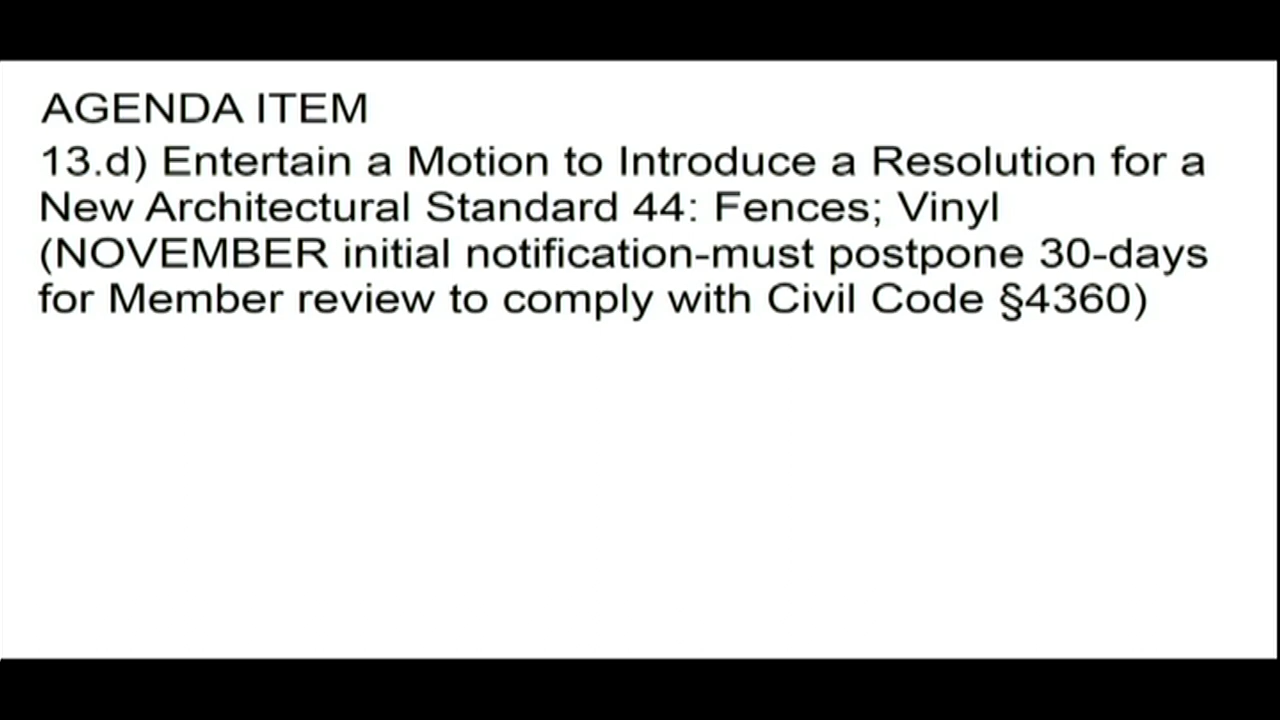 AGENDA ITEM
13.d) Entertain a Motion to Introduce a Resolution for a
New Architectural Standard 44: Fences; Vinyl
(NOVEMBER initial notification-must postpone 30-days
for Member review to comply with Civil Code §4360)